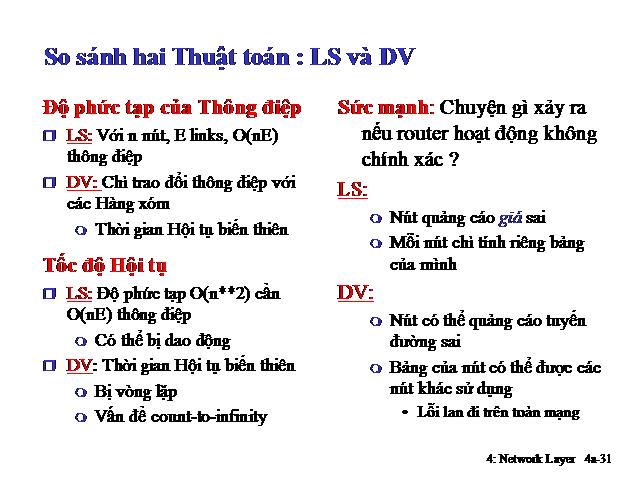 So sánh hai Thuật toán : LS và DV
Độ phức tạp của Thông điệp
LS: Với n nút, E links, O(nE)
thông điệp
DV: Chỉ trao đổi thông điệp với
các Hàng xóm
Thời gian Hội tụ biến thiên
Tốc độ Hội tụ
LS: Độ phức tạp O(n**2) cần
O(nE) thông điệp
Có thể bị dao động
DV: Thời gian Hội tụ biến thiên
Bị vòng lặp
Vấn đề count-to-infinity
Sức mạnh: Chuyện gì xảy ra
nếu router hoạt động không
chính xác ?
LS:
Nút quảng cáo giá sai
Mỗi nút chỉ tính riêng bảng
của mình
DV:
Nút có thể quảng cáo tuyến
đường sai
Bảng của nút có thể được các
nút khác sử dụng
• Lỗi lan đi trên toàn mạng
4: Network Layer 4a-31